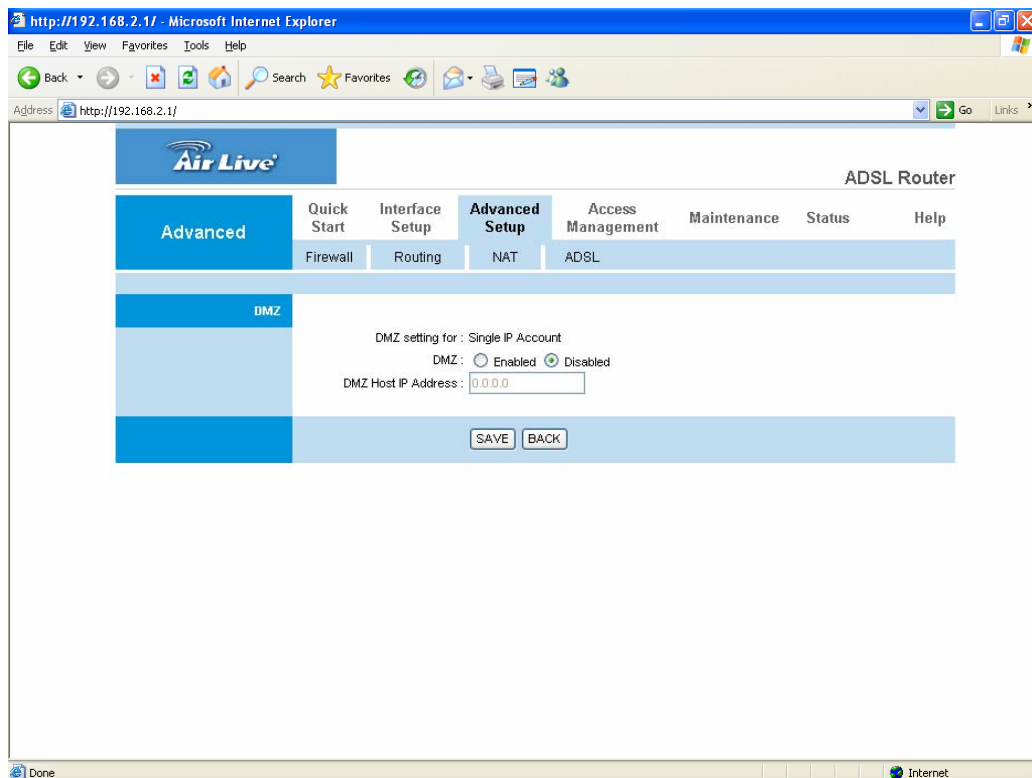 http://192.168.2.1/ - Microsoft Internet Explorer
File Edit View Favorites Tools Help
Back Search Favorites
Address http://192.168.2.1/ Go Links
Air Live
ADSL Router
Advanced
Quick Start Interface Setup Advanced Setup Access Management Maintenance Status Help
Firewall Routing NAT ADSL
DMZ
DMZ setting for : Single IP Account
DMZ : Enabled Disabled
DMZ Host IP Address : 0.0.0.0
SAVE BACK
Done Internet